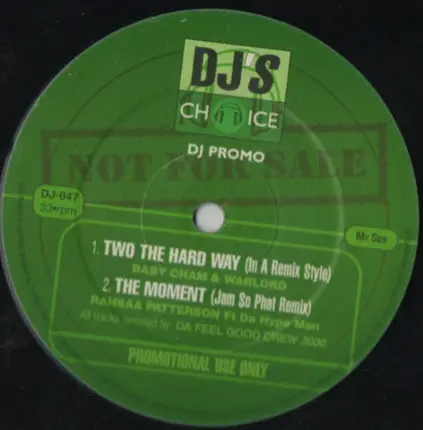 DJ'S
CHOICE
DJ PROMO
NOT FOR SALE
DJ-047
33rpm
My Side
1. TWO THE HARD WAY (In A Remix Style)
BABY CHAM & WARLORD
2. THE MOMENT (Jam So Phat Remix)
RAHSAA PATTERSON Ft Da Hype Man
All tracks remixed by DA FEEL GOOD CREW 2000
PROMOTIONAL USE ONLY